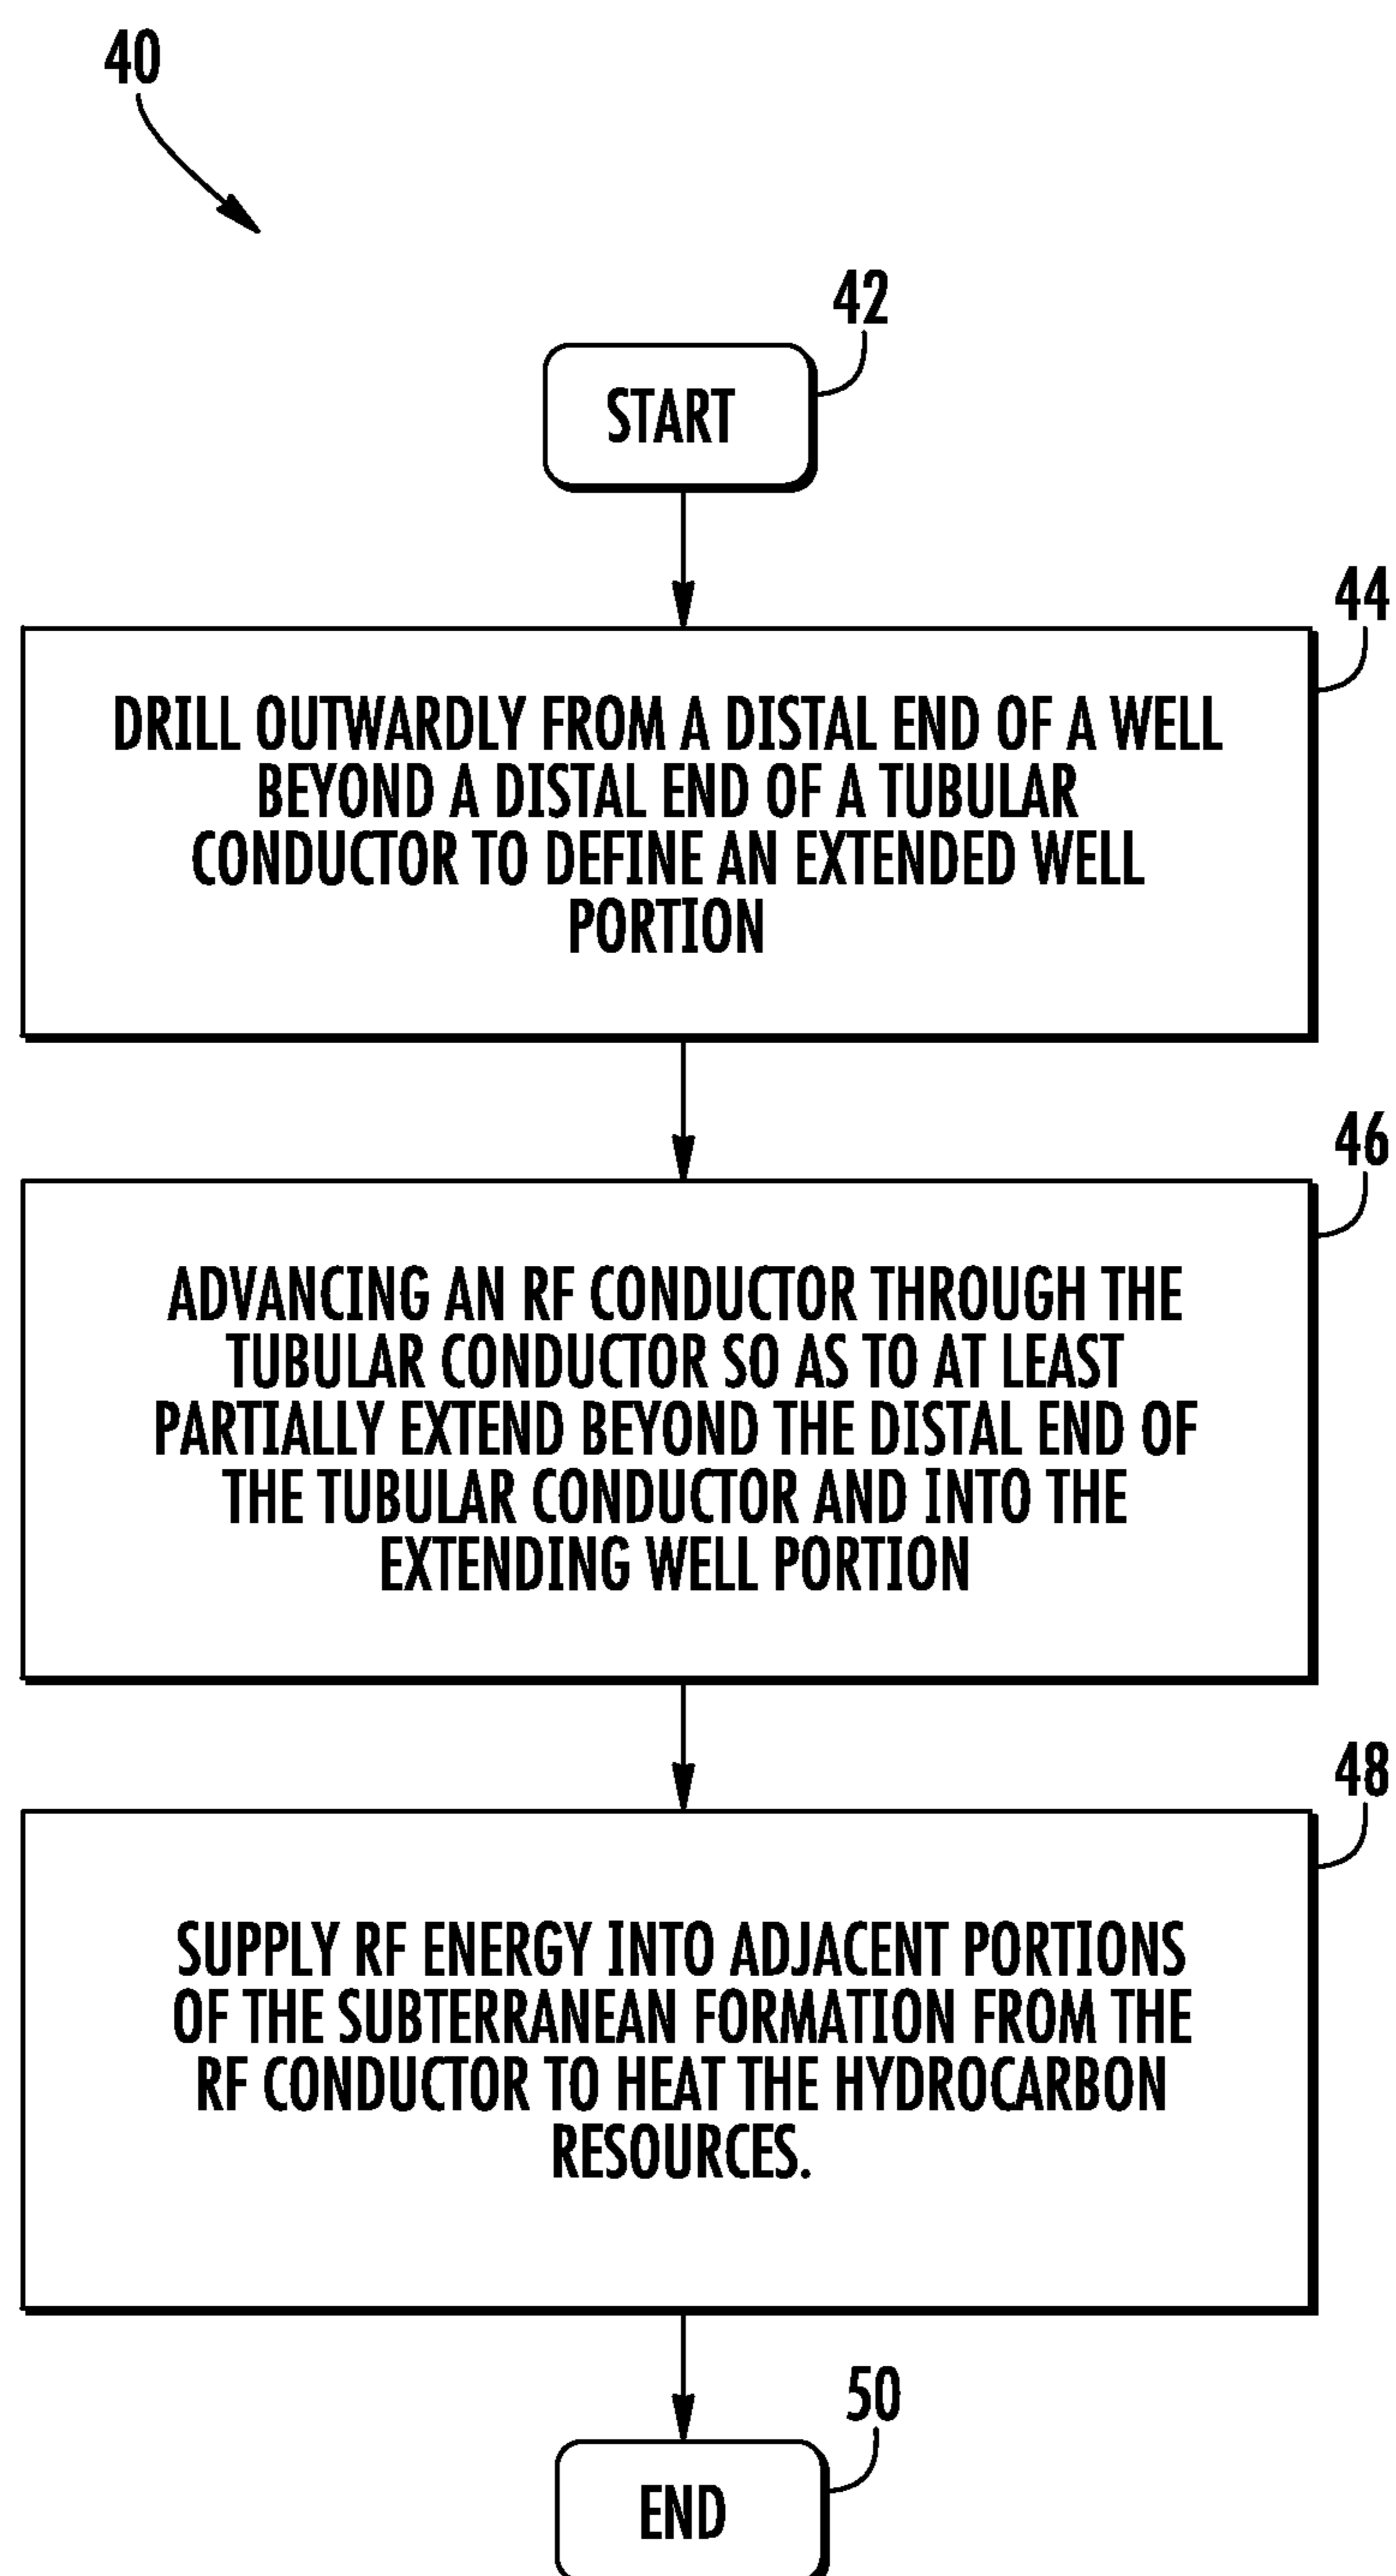 40
42
START
44
DRILL OUTWARDLY FROM A DISTAL END OF A WELL
BEYOND A DISTAL END OF A TUBULAR
CONDUCTOR TO DEFINE AN EXTENDED WELL
PORTION
46
ADVANCING AN RF CONDUCTOR THROUGH THE
TUBULAR CONDUCTOR SO AS TO AT LEAST
PARTIALLY EXTEND BEYOND THE DISTAL END OF
THE TUBULAR CONDUCTOR AND INTO THE
EXTENDING WELL PORTION
48
SUPPLY RF ENERGY INTO ADJACENT PORTIONS
OF THE SUBTERRANEAN FORMATION FROM THE
RF CONDUCTOR TO HEAT THE HYDROCARBON
RESOURCES.
50
END